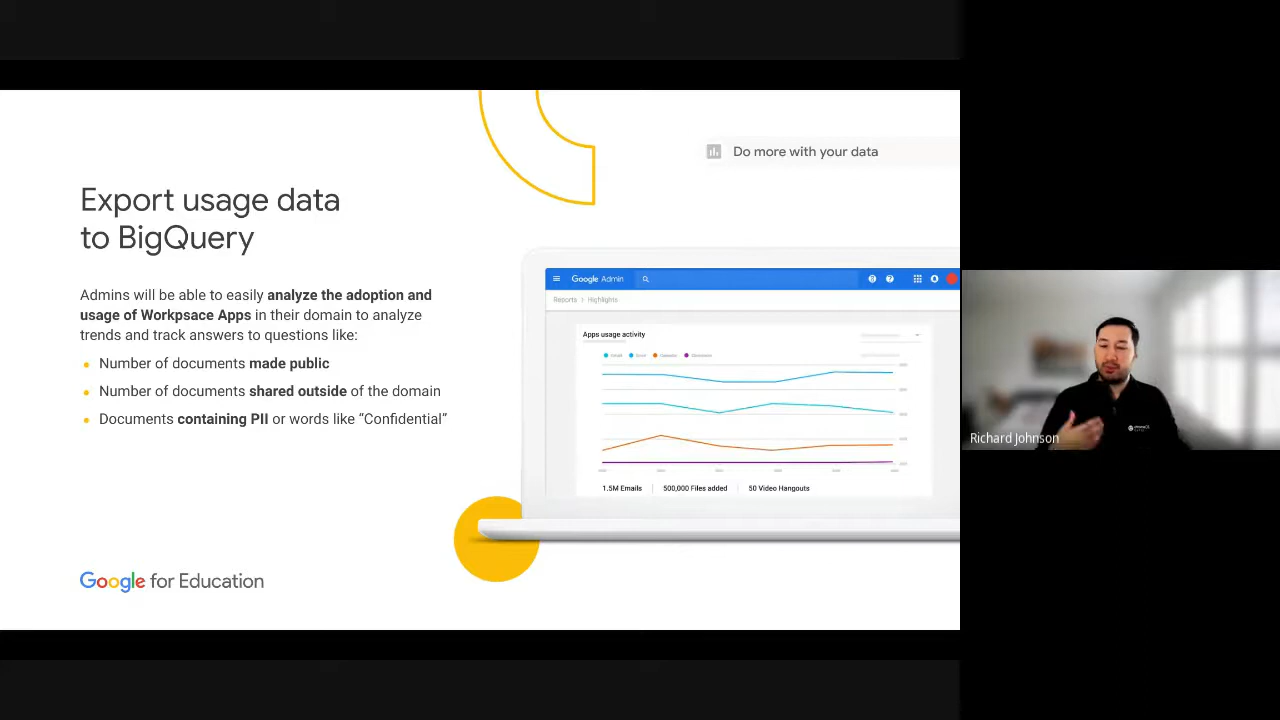 Do more with your data
Export usage data
to BigQuery
Admins will be able to easily analyze the adoption and
usage of Workpsace Apps in their domain to analyze
trends and track answers to questions like:
Number of documents made public
Number of documents shared outside of the domain
Documents containing PII or words like “Confidential”
Google for Education
Google Admin
Reports > Highlights
Apps usage activity
1.5M Emails
500,000 Files added
50 Video Hangouts
Richard Johnson